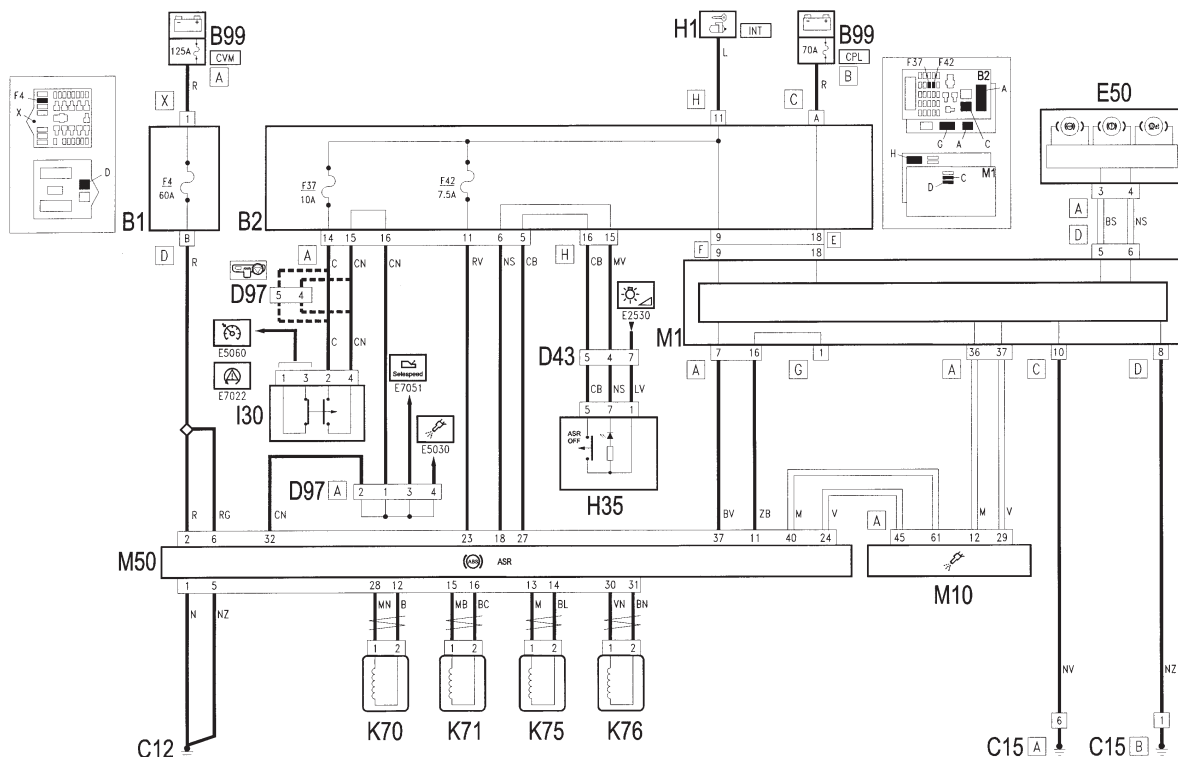 B99
125A
CVM
A
R
X
1
F4
60A
B1
B
D
R
F4
X
D
H1
INT
L
H
11
B99
70A
CPL
B
R
C
A
F37
10A
F42
7.5A
B2
14 15 16 11 6 5 16 15 9 18
A
H
F
E
9 18
C CN CN RV NS CB CB MV
F37 F42
B2
A
G A C
H
M1
C
D
E50
3 4
A
BS NS
D
5 6
D97
5 4
C CN
E5060
E7022
1 3 2 4
I30
Selespeed
E7051
E5030
E2530
D43
5 4 7
CB NS LV
5 7 1
ASR
OFF
H35
M1
7 16 1 36 37 10 8
A
G
A
C
D
D97
A
2 1 3 4
R RG CN BV ZB M V M V
2 6 32 23 18 27 37 11 40 24
A
45 61 12 29
M50
ABS
ASR
M10
1 5 28 12 15 16 13 14 30 31
N NZ MN B MB BC M BL VN BN
1 2 1 2 1 2 1 2
K70 K71 K75 K76
C12
NV NZ
6 1
C15 A
C15 B